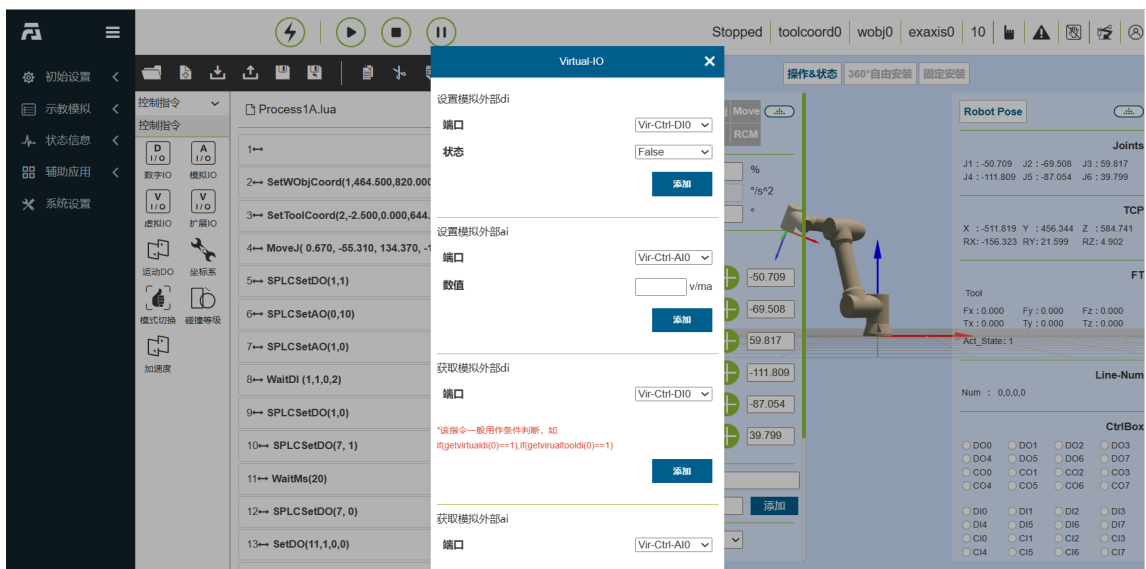 Stopped toolcoord0 wobj0 exaxis0 10
初始设置
示教模拟
状态信息
辅助应用
系统设置
控制指令
控制指令
D I/O
A I/O
数字IO 模拟IO
V I/O
V I/O
虚拟IO 扩展IO
运动DO 坐标系
模式切换 碰撞等级
加速度
Process1A.lua
1
2 SetWObjCoord(1,464.500,820.000
3 SetToolCoord(2,-2.500,0.000,644.
4 MoveJ( 0.670, -55.310, 134.370, -1
5 SPLCSetDO(1,1)
6 SPLCSetAO(0,10)
7 SPLCSetAO(1,0)
8 WaitDI (1,1,0,2)
9 SPLCSetDO(1,0)
10 SPLCSetDO(7, 1)
11 WaitMs(20)
12 SPLCSetDO(7, 0)
13 SetDO(11,1,0,0)
Virtual-IO
设置模拟外部di
端口 Vir-Ctrl-DI0
状态 False
添加
设置模拟外部ai
端口 Vir-Ctrl-AI0
数值 v/ma
添加
获取模拟外部di
端口 Vir-Ctrl-DI0
*该指令一般用作条件判断，如
if(getvirtualdi(0)==1),if(getvirualtooldi(0)==1)
添加
获取模拟外部ai
端口 Vir-Ctrl-AI0
操作&状态 360°自由安装 固定安装
Move
RCM
%
°/s^2
°
-50.709
-69.508
59.817
-111.809
-87.054
39.799
添加
Robot Pose
Joints
J1 : -50.709 J2 : -69.508 J3 : 59.817
J4 : -111.809 J5 : -87.054 J6 : 39.799
TCP
X : -511.819 Y : 456.344 Z : 584.741
RX: -156.323 RY: 21.599 RZ: 4.902
FT
Tool
Fx : 0.000 Fy : 0.000 Fz : 0.000
Tx : 0.000 Ty : 0.000 Tz : 0.000
Act_State: 1
Line-Num
Num : 0,0,0,0
CtrlBox
DO0 DO1 DO2 DO3
DO4 DO5 DO6 DO7
CO0 CO1 CO2 CO3
CO4 CO5 CO6 CO7
DI0 DI1 DI2 DI3
DI4 DI5 DI6 DI7
CI0 CI1 CI2 CI3
CI4 CI5 CI6 CI7